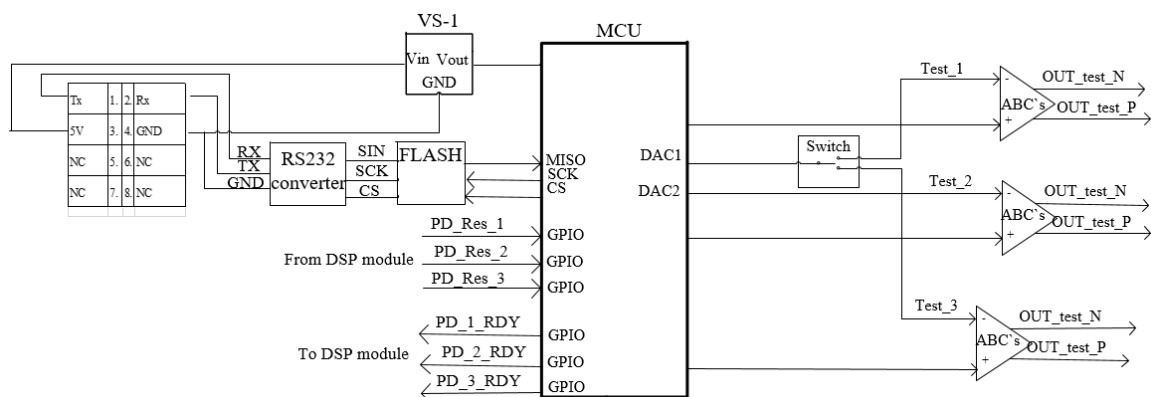 VS-1
MCU
Vin Vout
GND
Tx 1. 2. Rx
5V 3. 4. GND
NC 5. 6. NC
NC 7. 8. NC
RX
TX
GND
RS232
converter
SIN
SCK
CS
FLASH
MISO
SCK
CS
PD_Res_1
GPIO
From DSP module
PD_Res_2
GPIO
PD_Res_3
GPIO
PD_1_RDY
GPIO
To DSP module
PD_2_RDY
GPIO
PD_3_RDY
GPIO
DAC1
DAC2
Switch
Test_1
-
ABC`s
+
OUT_test_N
OUT_test_P
Test_2
-
ABC`s
+
OUT_test_N
OUT_test_P
Test_3
-
ABC`s
+
OUT_test_N
OUT_test_P